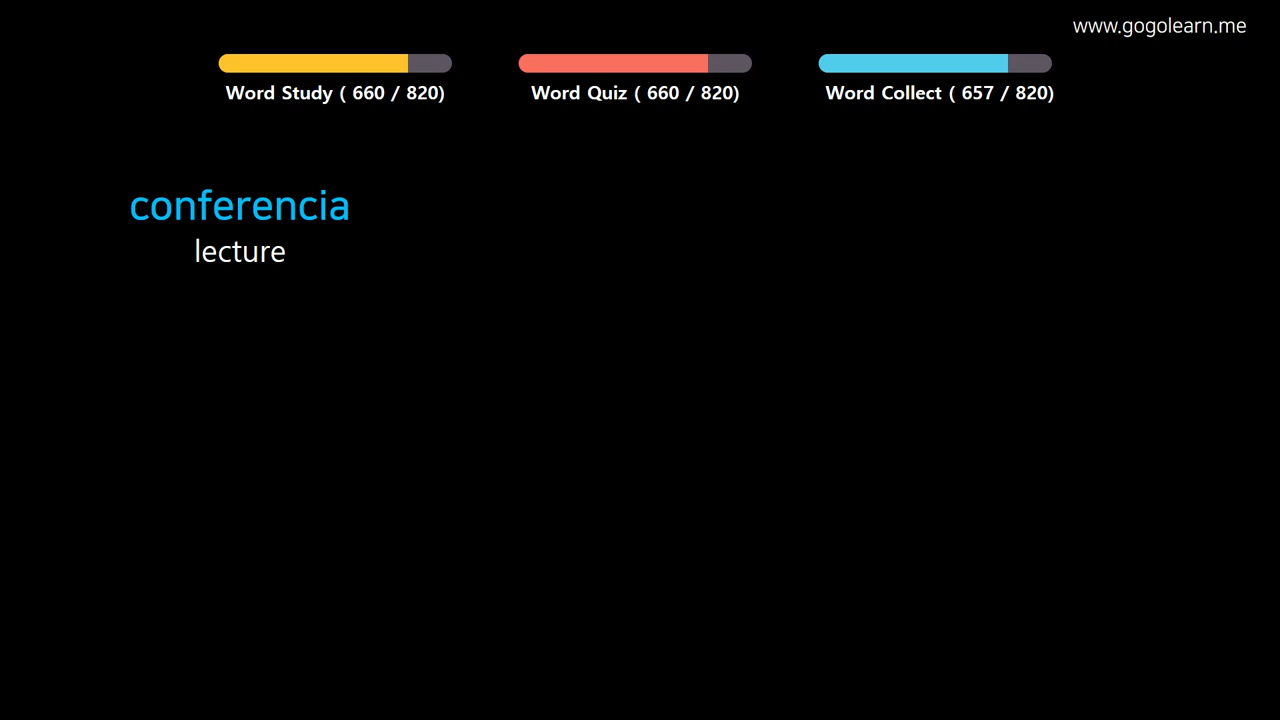 www.gogolearn.me
Word Study ( 660 / 820)
Word Quiz ( 660 / 820)
Word Collect ( 657 / 820)
conferencia
lecture